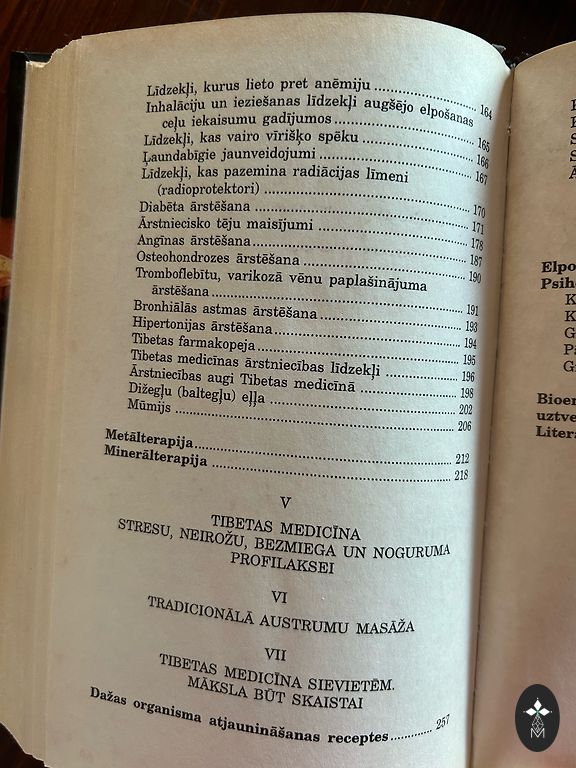 Līdzekļi, kurus lieto pret anēmiju .......... 164
Inhalāciju un ieziešanas līdzekļi augšējo elpošanas
ceļu iekaisumu gadījumos .......... 165
Līdzekļi, kas vairo vīrišķo spēku .......... 166
Ļaundabīgie jaunveidojumi .......... 167
Līdzekļi, kas pazemina radiācijas līmeni
(radioprotektori) .......... 170
Diabēta ārstēšana .......... 171
Ārstniecisko tēju maisījumi .......... 178
Angīnas ārstēšana .......... 187
Osteohondrozes ārstēšana .......... 190
Tromboflebītu, varikozā vēnu paplašinājuma
ārstēšana .......... 191
Bronhiālās astmas ārstēšana .......... 193
Hipertonijas ārstēšana .......... 194
Tibetas farmakopeja .......... 195
Tibetas medicīnas ārstniecības līdzekļi .......... 196
Ārstniecības augi Tibetas medicīnā .......... 198
Dižegļu (baltegļu) eļļa .......... 202
Mūmijs .......... 206
Metālterapija .......... 212
Minerālterapija .......... 218
V
TIBETAS MEDICĪNA
STRESU, NEIROŽU, BEZMIEGA UN NOGURUMA
PROFILAKSEI
VI
TRADICIONĀLĀ AUSTRUMU MASĀŽA
VII
TIBETAS MEDICĪNA SIEVIETĒM.
MĀKSLA BŪT SKAISTAI
Dažas organisma atjaunināšanas receptes .......... 257
Elpo
Psiho
Bioen
uztve
Litera